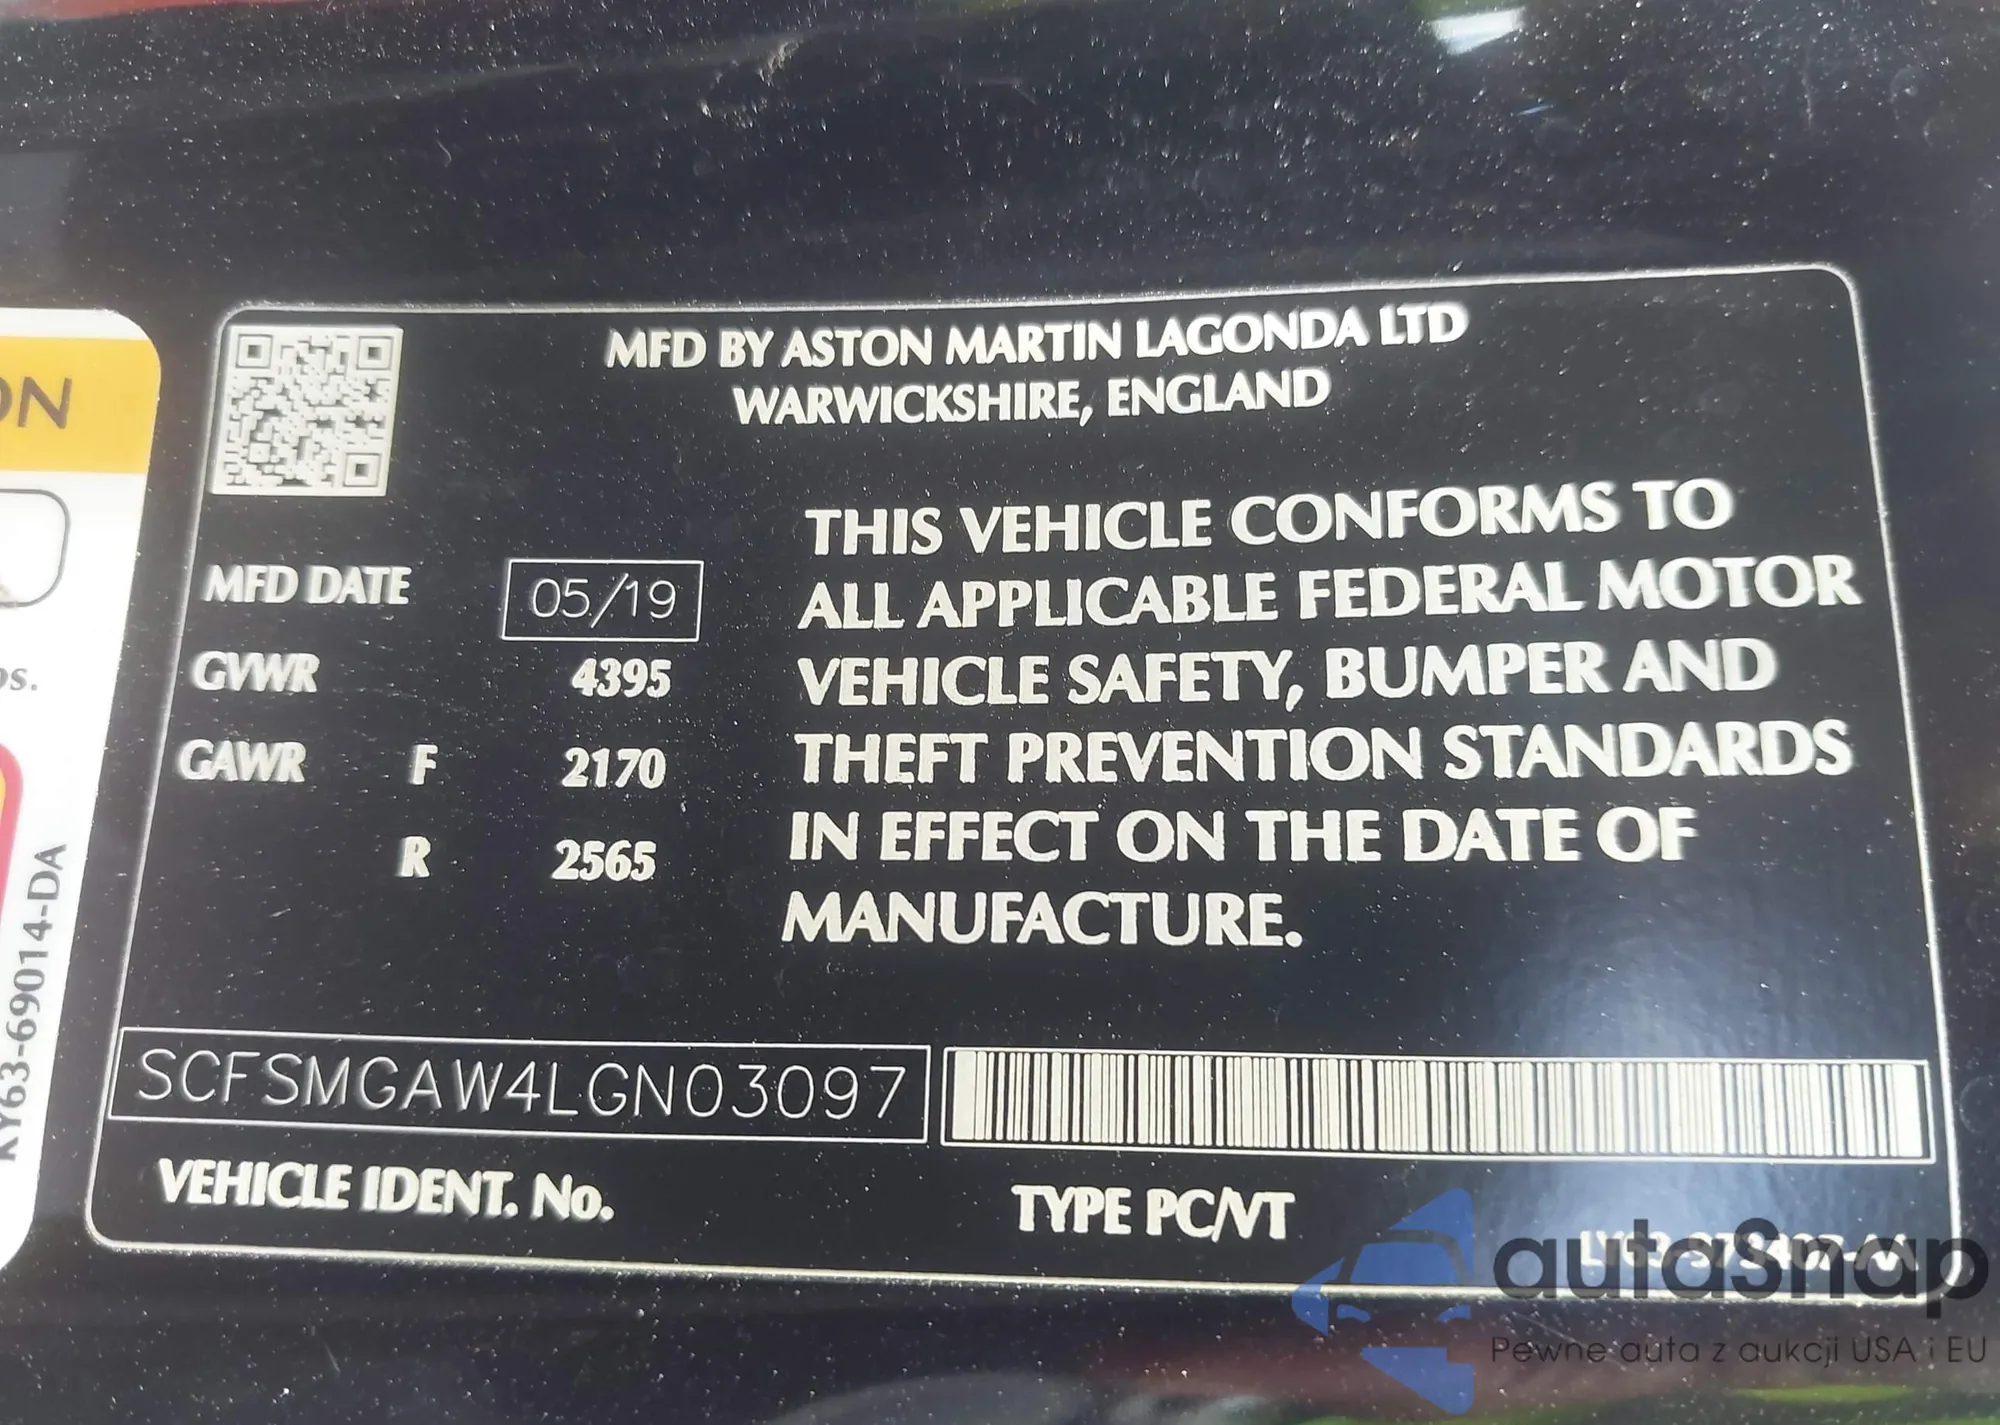 MFD BY ASTON MARTIN LAGONDA LTD
WARWICKSHIRE, ENGLAND
THIS VEHICLE CONFORMS TO
ALL APPLICABLE FEDERAL MOTOR
VEHICLE SAFETY, BUMPER AND
THEFT PREVENTION STANDARDS
IN EFFECT ON THE DATE OF
MANUFACTURE.
MFD DATE 05/19
GVWR 4395
GAWR F 2170
R 2565
SCFSMGAW4LGN03097
VEHICLE IDENT. No.
TYPE PC/VT
ON
KY63-69014-DA
autasnap
Pewne auta z aukcji USA i EU